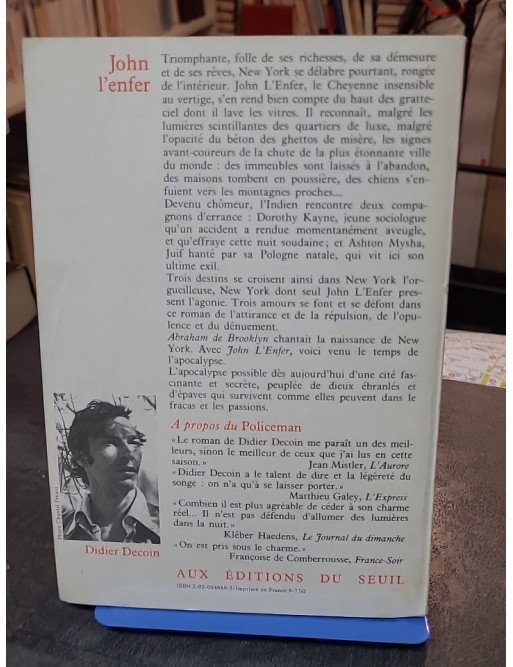 John
l'enfer
Triomphante, folle de ses richesses, de sa démesure
et de ses rêves, New York se délabre pourtant, rongée
de l'intérieur. John L'Enfer, le Cheyenne insensible
au vertige, s'en rend bien compte du haut des gratte-
ciel dont il lave les vitres. Il reconnaît, malgré les
lumières scintillantes des quartiers de luxe, malgré
l'opacité du béton des ghettos de misère, les signes
avant-coureurs de la chute de la plus étonnante ville
du monde : des immeubles sont laissés à l'abandon,
des maisons tombent en poussière, des chiens s'en-
fuient vers les montagnes proches...
Devenu chômeur, l'Indien rencontre deux compa-
gnons d'errance : Dorothy Kayne, jeune sociologue
qu'un accident a rendue momentanément aveugle,
et qu'effraye cette nuit soudaine ; et Ashton Mysha,
Juif hanté par sa Pologne natale, qui vit ici son
ultime exil.
Trois destins se croisent ainsi dans New York l'or-
gueilleuse, New York dont seul John L'Enfer pres-
sent l'agonie. Trois amours se font et se défont dans
ce roman de l'attirance et de la répulsion, de l'opu-
lence et du dénuement.
Abraham de Brooklyn chantait la naissance de New
York. Avec John L'Enfer, voici venu le temps de
l'apocalypse.
L'apocalypse possible dès aujourd'hui d'une cité fas-
cinante et secrète, peuplée de dieux ébranlés et
d'épaves qui survivent comme elles peuvent dans le
fracas et les passions.
A propos du Policeman
« Le roman de Didier Decoin me paraît un des meil-
leurs, sinon le meilleur de ceux que j'ai lus en cette
saison. »
Jean Mistler, L'Aurore
« Didier Decoin a le talent de dire et la légèreté du
songe : on n'a qu'à se laisser porter. »
Matthieu Galey, L'Express
« Combien il est plus agréable de céder à son charme
réel... Il n'est pas défendu d'allumer des lumières
dans la nuit. »
Kléber Haedens, Le Journal du dimanche
« On est pris sous le charme. »
Françoise de Comberrousse, France-Soir
Didier Decoin
AUX ÉDITIONS DU SEUIL
ISBN 2-02-004669-5/Imprimé en France 9-77